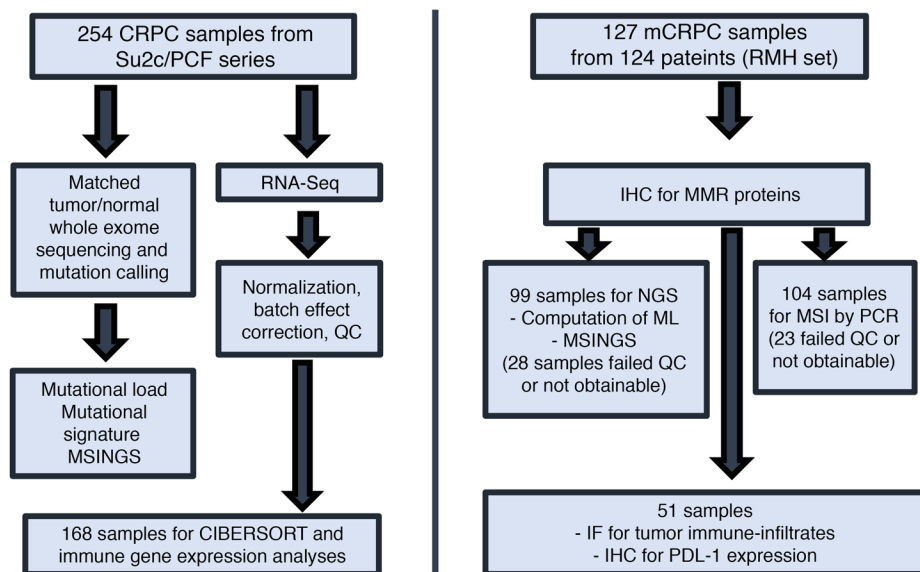 254 CRPC samples from
Su2c/PCF series
Matched
tumor/normal
whole exome
sequencing and
mutation calling
RNA-Seq
Normalization,
batch effect
correction, QC
Mutational load
Mutational
signature
MSINGS
168 samples for CIBERSORT and
immune gene expression analyses
127 mCRPC samples
from 124 pateints (RMH set)
IHC for MMR proteins
99 samples for NGS
- Computation of ML
- MSINGS
(28 samples failed QC
or not obtainable)
104 samples
for MSI by PCR
(23 failed QC or
not obtainable)
51 samples
- IF for tumor immune-infiltrates
- IHC for PDL-1 expression